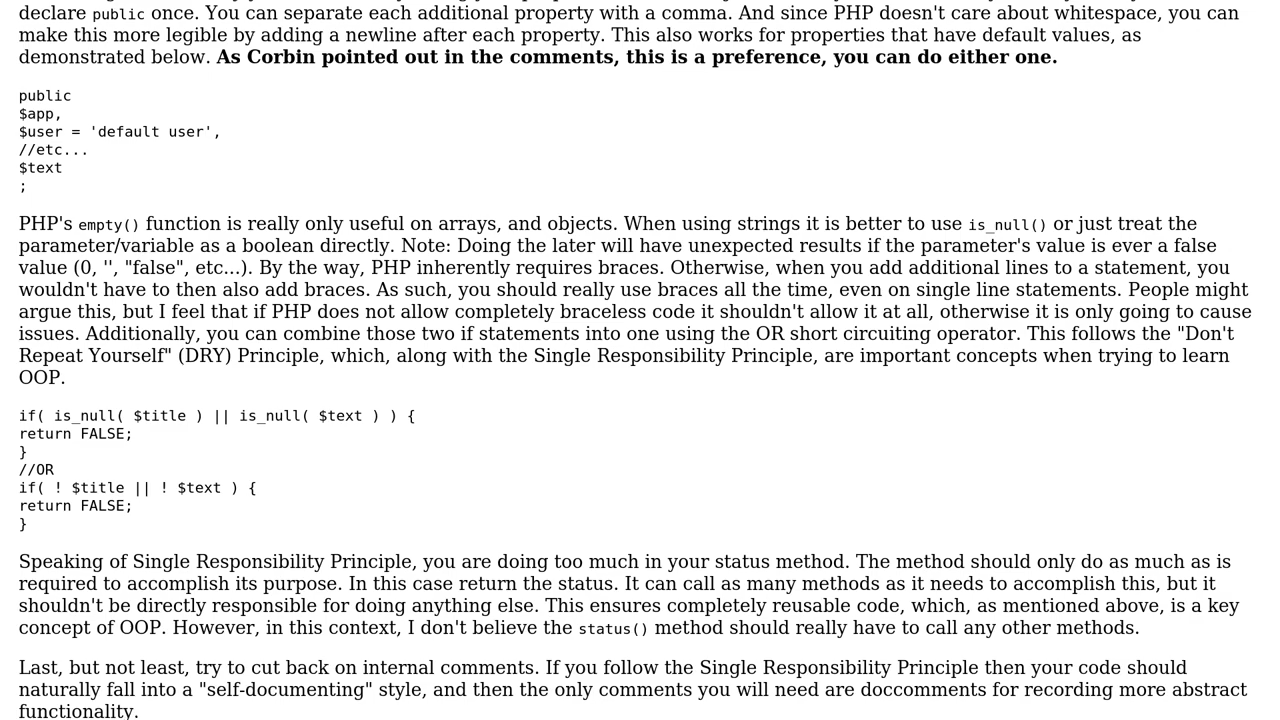 declare public once. You can separate each additional property with a comma. And since PHP doesn't care about whitespace, you can
make this more legible by adding a newline after each property. This also works for properties that have default values, as
demonstrated below. As Corbin pointed out in the comments, this is a preference, you can do either one.
public
$app,
$user = 'default user',
//etc...
$text
;
PHP's empty() function is really only useful on arrays, and objects. When using strings it is better to use is_null() or just treat the
parameter/variable as a boolean directly. Note: Doing the later will have unexpected results if the parameter's value is ever a false
value (0, '', "false", etc...). By the way, PHP inherently requires braces. Otherwise, when you add additional lines to a statement, you
wouldn't have to then also add braces. As such, you should really use braces all the time, even on single line statements. People might
argue this, but I feel that if PHP does not allow completely braceless code it shouldn't allow it at all, otherwise it is only going to cause
issues. Additionally, you can combine those two if statements into one using the OR short circuiting operator. This follows the "Don't
Repeat Yourself" (DRY) Principle, which, along with the Single Responsibility Principle, are important concepts when trying to learn
OOP.
if( is_null( $title ) || is_null( $text ) ) {
return FALSE;
}
//OR
if( ! $title || ! $text ) {
return FALSE;
}
Speaking of Single Responsibility Principle, you are doing too much in your status method. The method should only do as much as is
required to accomplish its purpose. In this case return the status. It can call as many methods as it needs to accomplish this, but it
shouldn't be directly responsible for doing anything else. This ensures completely reusable code, which, as mentioned above, is a key
concept of OOP. However, in this context, I don't believe the status() method should really have to call any other methods.
Last, but not least, try to cut back on internal comments. If you follow the Single Responsibility Principle then your code should
naturally fall into a "self-documenting" style, and then the only comments you will need are doccomments for recording more abstract
functionality.